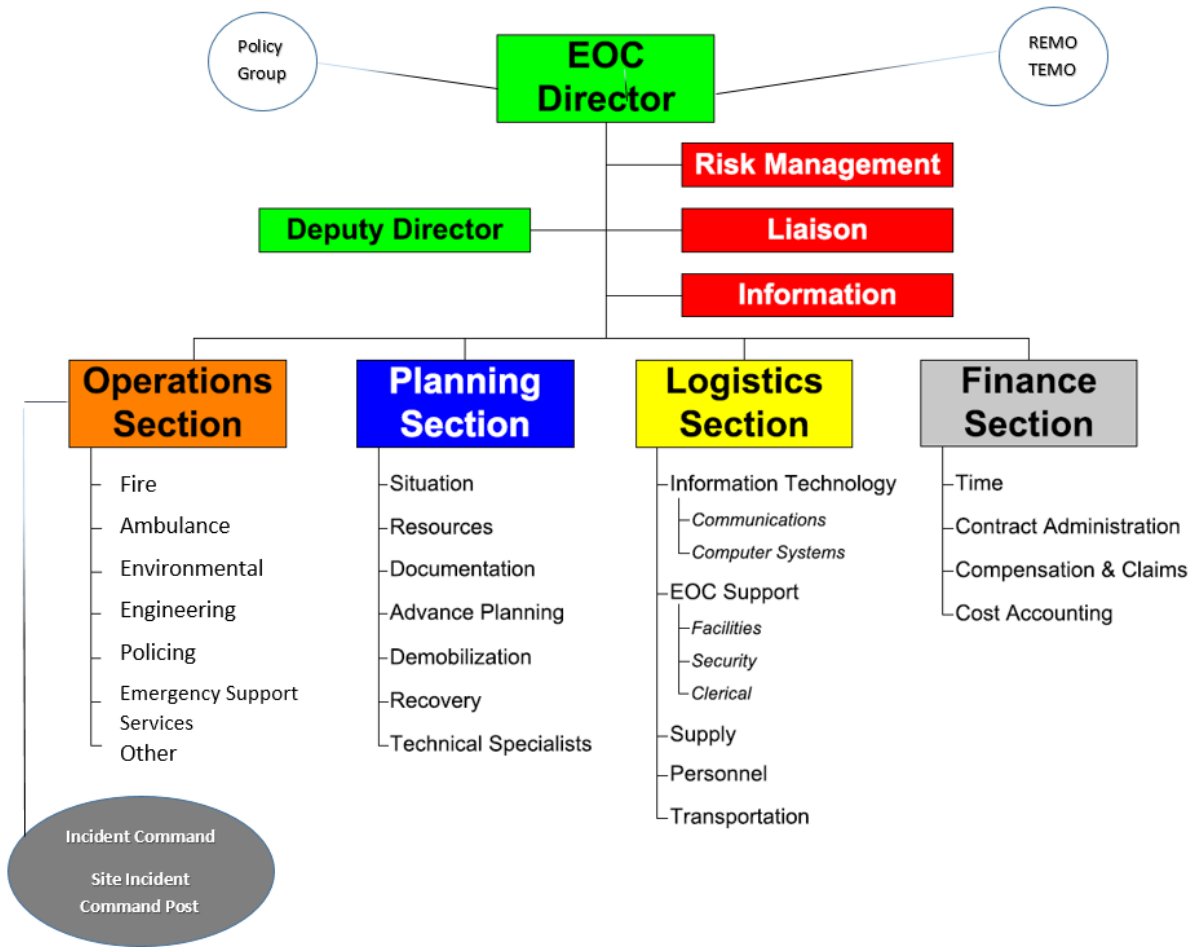 Policy
Group
EOC
Director
REMO
TEMO
Risk Management
Deputy Director
Liaison
Information
Operations
Section
Fire
Ambulance
Environmental
Engineering
Policing
Emergency Support
Services
Other
Incident Command
Site Incident
Command Post
Planning
Section
Situation
Resources
Documentation
Advance Planning
Demobilization
Recovery
Technical Specialists
Logistics
Section
Information Technology
Communications
Computer Systems
EOC Support
Facilities
Security
Clerical
Supply
Personnel
Transportation
Finance
Section
Time
Contract Administration
Compensation & Claims
Cost Accounting